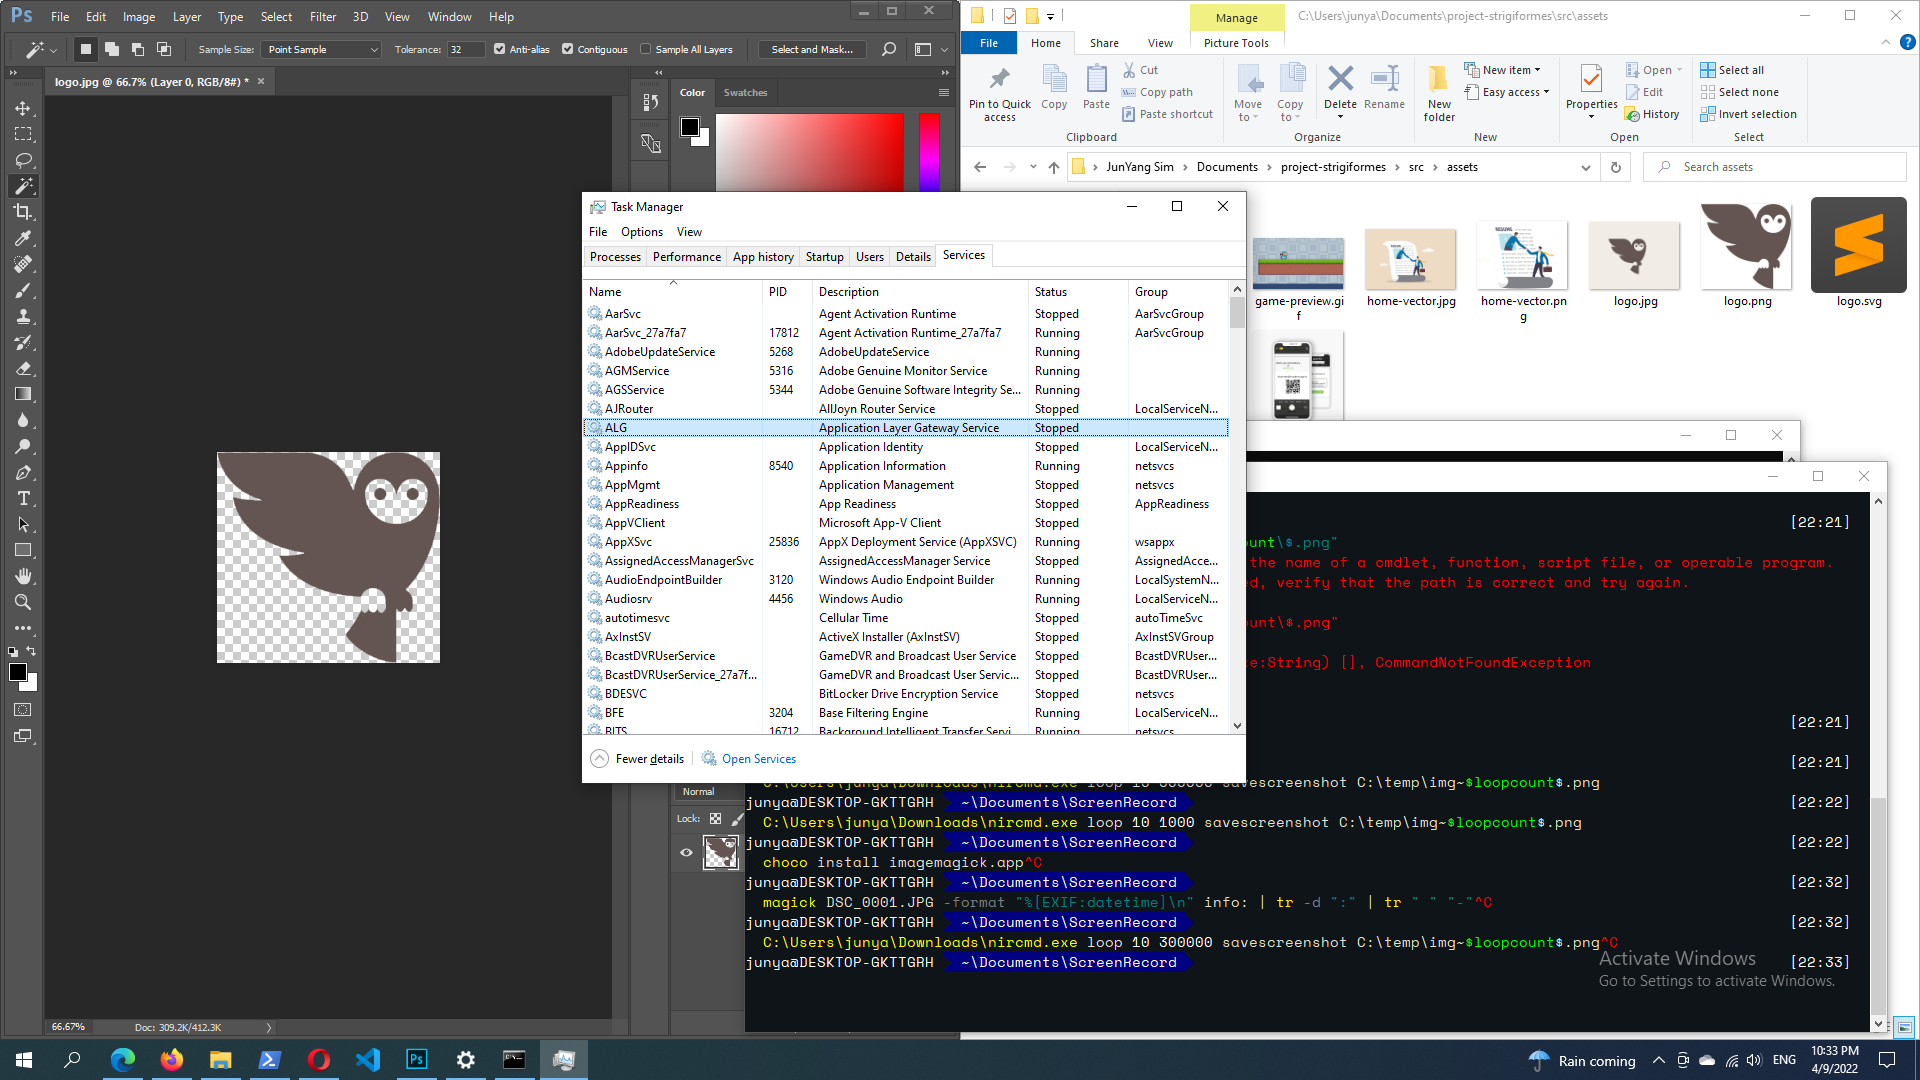 Ps File Edit Image Layer Type Select Filter 3D View Window Help
Sample Size: Point Sample Tolerance: 32 Anti-alias Contiguous Sample All Layers Select and Mask...
logo.jpg @ 66.7% (Layer 0, RGB/8#) *
Color Swatches
Normal
Lock:
66.67% Doc: 309.2K/412.3K
Manage C:\Users\junya\Documents\project-strigiformes\src\assets
File Home Share View Picture Tools
Pin to Quick access
Copy
Paste
Cut
Copy path
Paste shortcut
Clipboard
Move to
Copy to
Delete
Rename
Organize
New folder
New item
Easy access
New
Properties
Open
Edit
History
Open
Select all
Select none
Invert selection
Select
JunYang Sim Documents project-strigiformes src assets
Search assets
game-preview.gif
home-vector.jpg
home-vector.png
logo.jpg
logo.png
logo.svg
Task Manager
File Options View
Processes Performance App history Startup Users Details Services
Name PID Description Status Group
AarSvc Agent Activation Runtime Stopped AarSvcGroup
AarSvc_27a7fa7 17812 Agent Activation Runtime_27a7fa7 Running AarSvcGroup
AdobeUpdateService 5268 AdobeUpdateService Running
AGMService 5316 Adobe Genuine Monitor Service Running
AGSService 5344 Adobe Genuine Software Integrity Se... Running
AJRouter AllJoyn Router Service Stopped LocalServiceN...
ALG Application Layer Gateway Service Stopped
AppIDSvc Application Identity Stopped LocalServiceN...
Appinfo 8540 Application Information Running netsvcs
AppMgmt Application Management Stopped netsvcs
AppReadiness App Readiness Stopped AppReadiness
AppVClient Microsoft App-V Client Stopped
AppXSvc 25836 AppX Deployment Service (AppXSVC) Running wsappx
AssignedAccessManagerSvc AssignedAccessManager Service Stopped AssignedAcce...
AudioEndpointBuilder 3120 Windows Audio Endpoint Builder Running LocalSystemN...
Audiosrv 4456 Windows Audio Running LocalServiceN...
autotimesvc Cellular Time Stopped autoTimeSvc
AxInstSV ActiveX Installer (AxInstSV) Stopped AxInstSVGroup
BcastDVRUserService GameDVR and Broadcast User Service Stopped BcastDVRUser...
BcastDVRUserService_27a7f... GameDVR and Broadcast User Servic... Stopped BcastDVRUser...
BDESVC BitLocker Drive Encryption Service Stopped netsvcs
BFE 3204 Base Filtering Engine Running LocalServiceN...
BITS 16712 Background Intelligent Transfer Servi... Running netsvcs
Fewer details Open Services
[22:21]
ount\$.png"
the name of a cmdlet, function, script file, or operable program.
ed, verify that the path is correct and try again.
ount\$.png"
te:String) [], CommandNotFoundException
[22:21]
[22:21]
savescreenshot C:\temp\img~$loopcount$.png
junya@DESKTOP-GKTTGRH ~\Documents\ScreenRecord [22:22]
C:\Users\junya\Downloads\nircmd.exe loop 10 1000 savescreenshot C:\temp\img~$loopcount$.png
junya@DESKTOP-GKTTGRH ~\Documents\ScreenRecord [22:22]
choco install imagemagick.app^C
junya@DESKTOP-GKTTGRH ~\Documents\ScreenRecord [22:32]
magick DSC_0001.JPG -format "%[EXIF:datetime]\n" info: | tr -d ":" | tr " " "-"^C
junya@DESKTOP-GKTTGRH ~\Documents\ScreenRecord [22:32]
C:\Users\junya\Downloads\nircmd.exe loop 10 300000 savescreenshot C:\temp\img~$loopcount$.png^C
junya@DESKTOP-GKTTGRH ~\Documents\ScreenRecord [22:33]
Activate Windows
Go to Settings to activate Windows.
Ps
Rain coming ENG 10:33 PM
4/9/2022